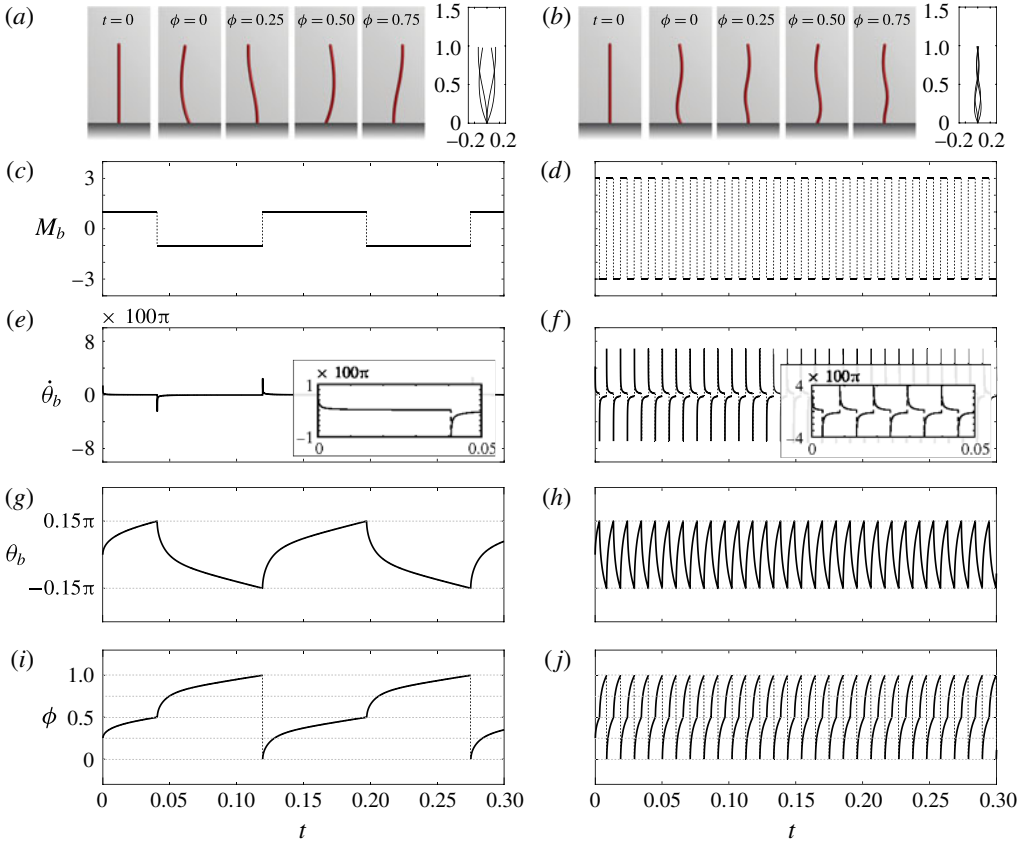 (a) t = 0 ϕ = 0 ϕ = 0.25 ϕ = 0.50 ϕ = 0.75
1.5
1.0
0.5
0
−0.2 0.2
(b) t = 0 ϕ = 0 ϕ = 0.25 ϕ = 0.50 ϕ = 0.75
1.5
1.0
0.5
0
−0.2 0.2
(c)
3
0
−3
M_b
(d)
(e)
× 100π
8
0
−8
θ̇_b
× 100π
1
−1
0 0.05
(f)
× 100π
4
−4
0 0.05
(g)
0.15π
−0.15π
θ_b
(h)
(i)
1.0
0.5
0
ϕ
0 0.05 0.10 0.15 0.20 0.25 0.30
t
(j)
0 0.05 0.10 0.15 0.20 0.25 0.30
t